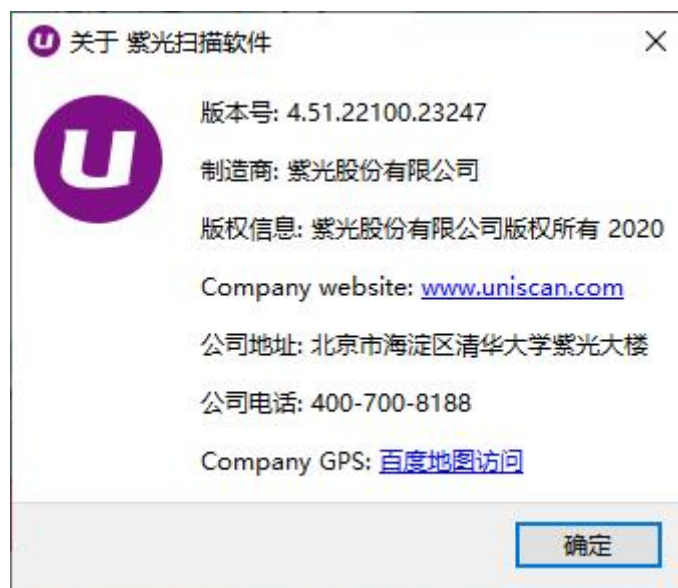 关于 紫光扫描软件
版本号: 4.51.22100.23247
制造商: 紫光股份有限公司
版权信息: 紫光股份有限公司版权所有 2020
Company website: www.uniscan.com
公司地址: 北京市海淀区清华大学紫光大楼
公司电话: 400-700-8188
Company GPS: 百度地图访问
确定